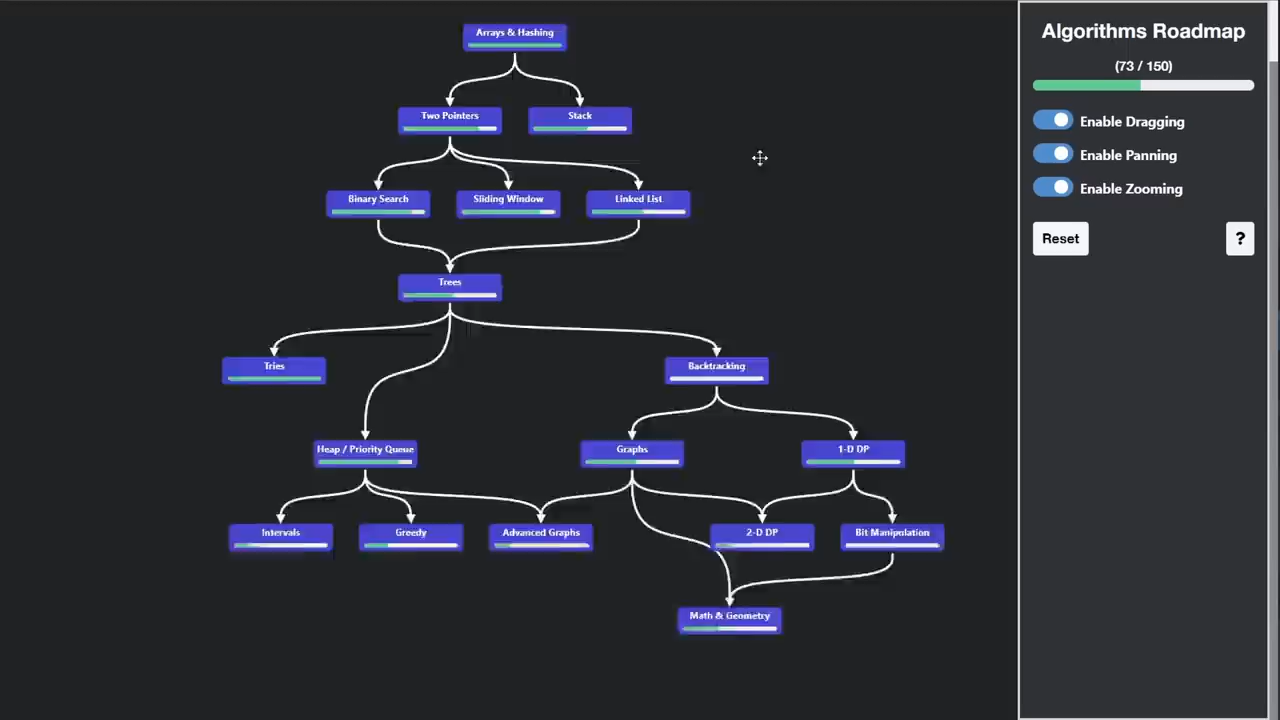 Arrays & Hashing
Two Pointers
Stack
Binary Search
Sliding Window
Linked List
Trees
Tries
Backtracking
Heap / Priority Queue
Graphs
1-D DP
Intervals
Greedy
Advanced Graphs
2-D DP
Bit Manipulation
Math & Geometry
Algorithms Roadmap
(73 / 150)
Enable Dragging
Enable Panning
Enable Zooming
Reset
?